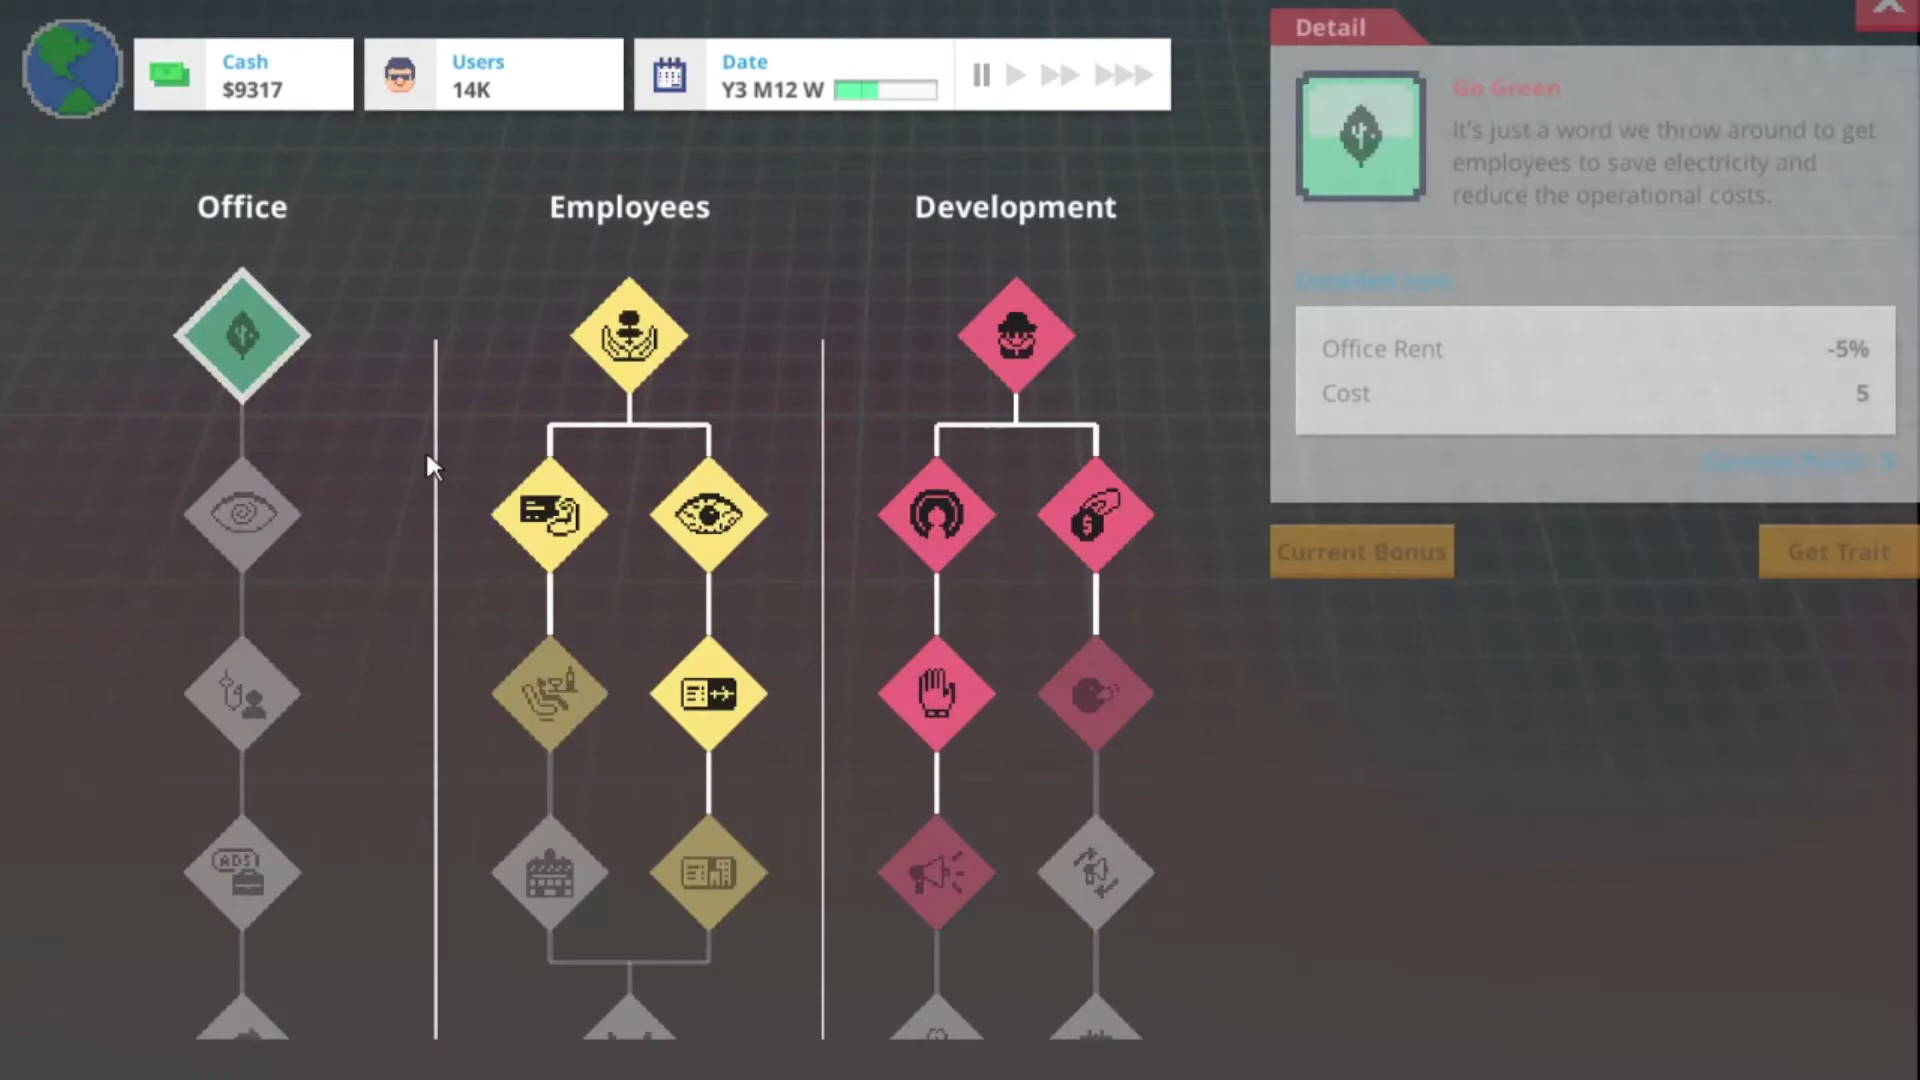 Cash
$9317
Users
14K
Date
Y3 M12 W
Office
Employees
Development
ADS
Detail
Go Green
It's just a word we throw around to get
employees to save electricity and
reduce the operational costs.
Office Rent -5%
Cost 5
Current Bonus
Get Trait